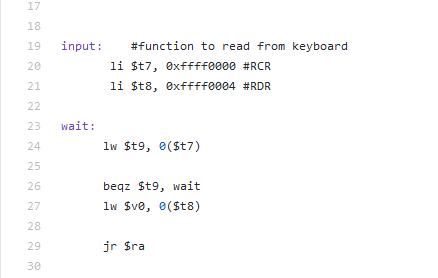 17
18
19 input: #function to read from keyboard
20 li $t7, 0xffff0000 #RCR
21 li $t8, 0xffff0004 #RDR
22
23 wait:
24 lw $t9, 0($t7)
25
26 beqz $t9, wait
27 lw $v0, 0($t8)
28
29 jr $ra
30